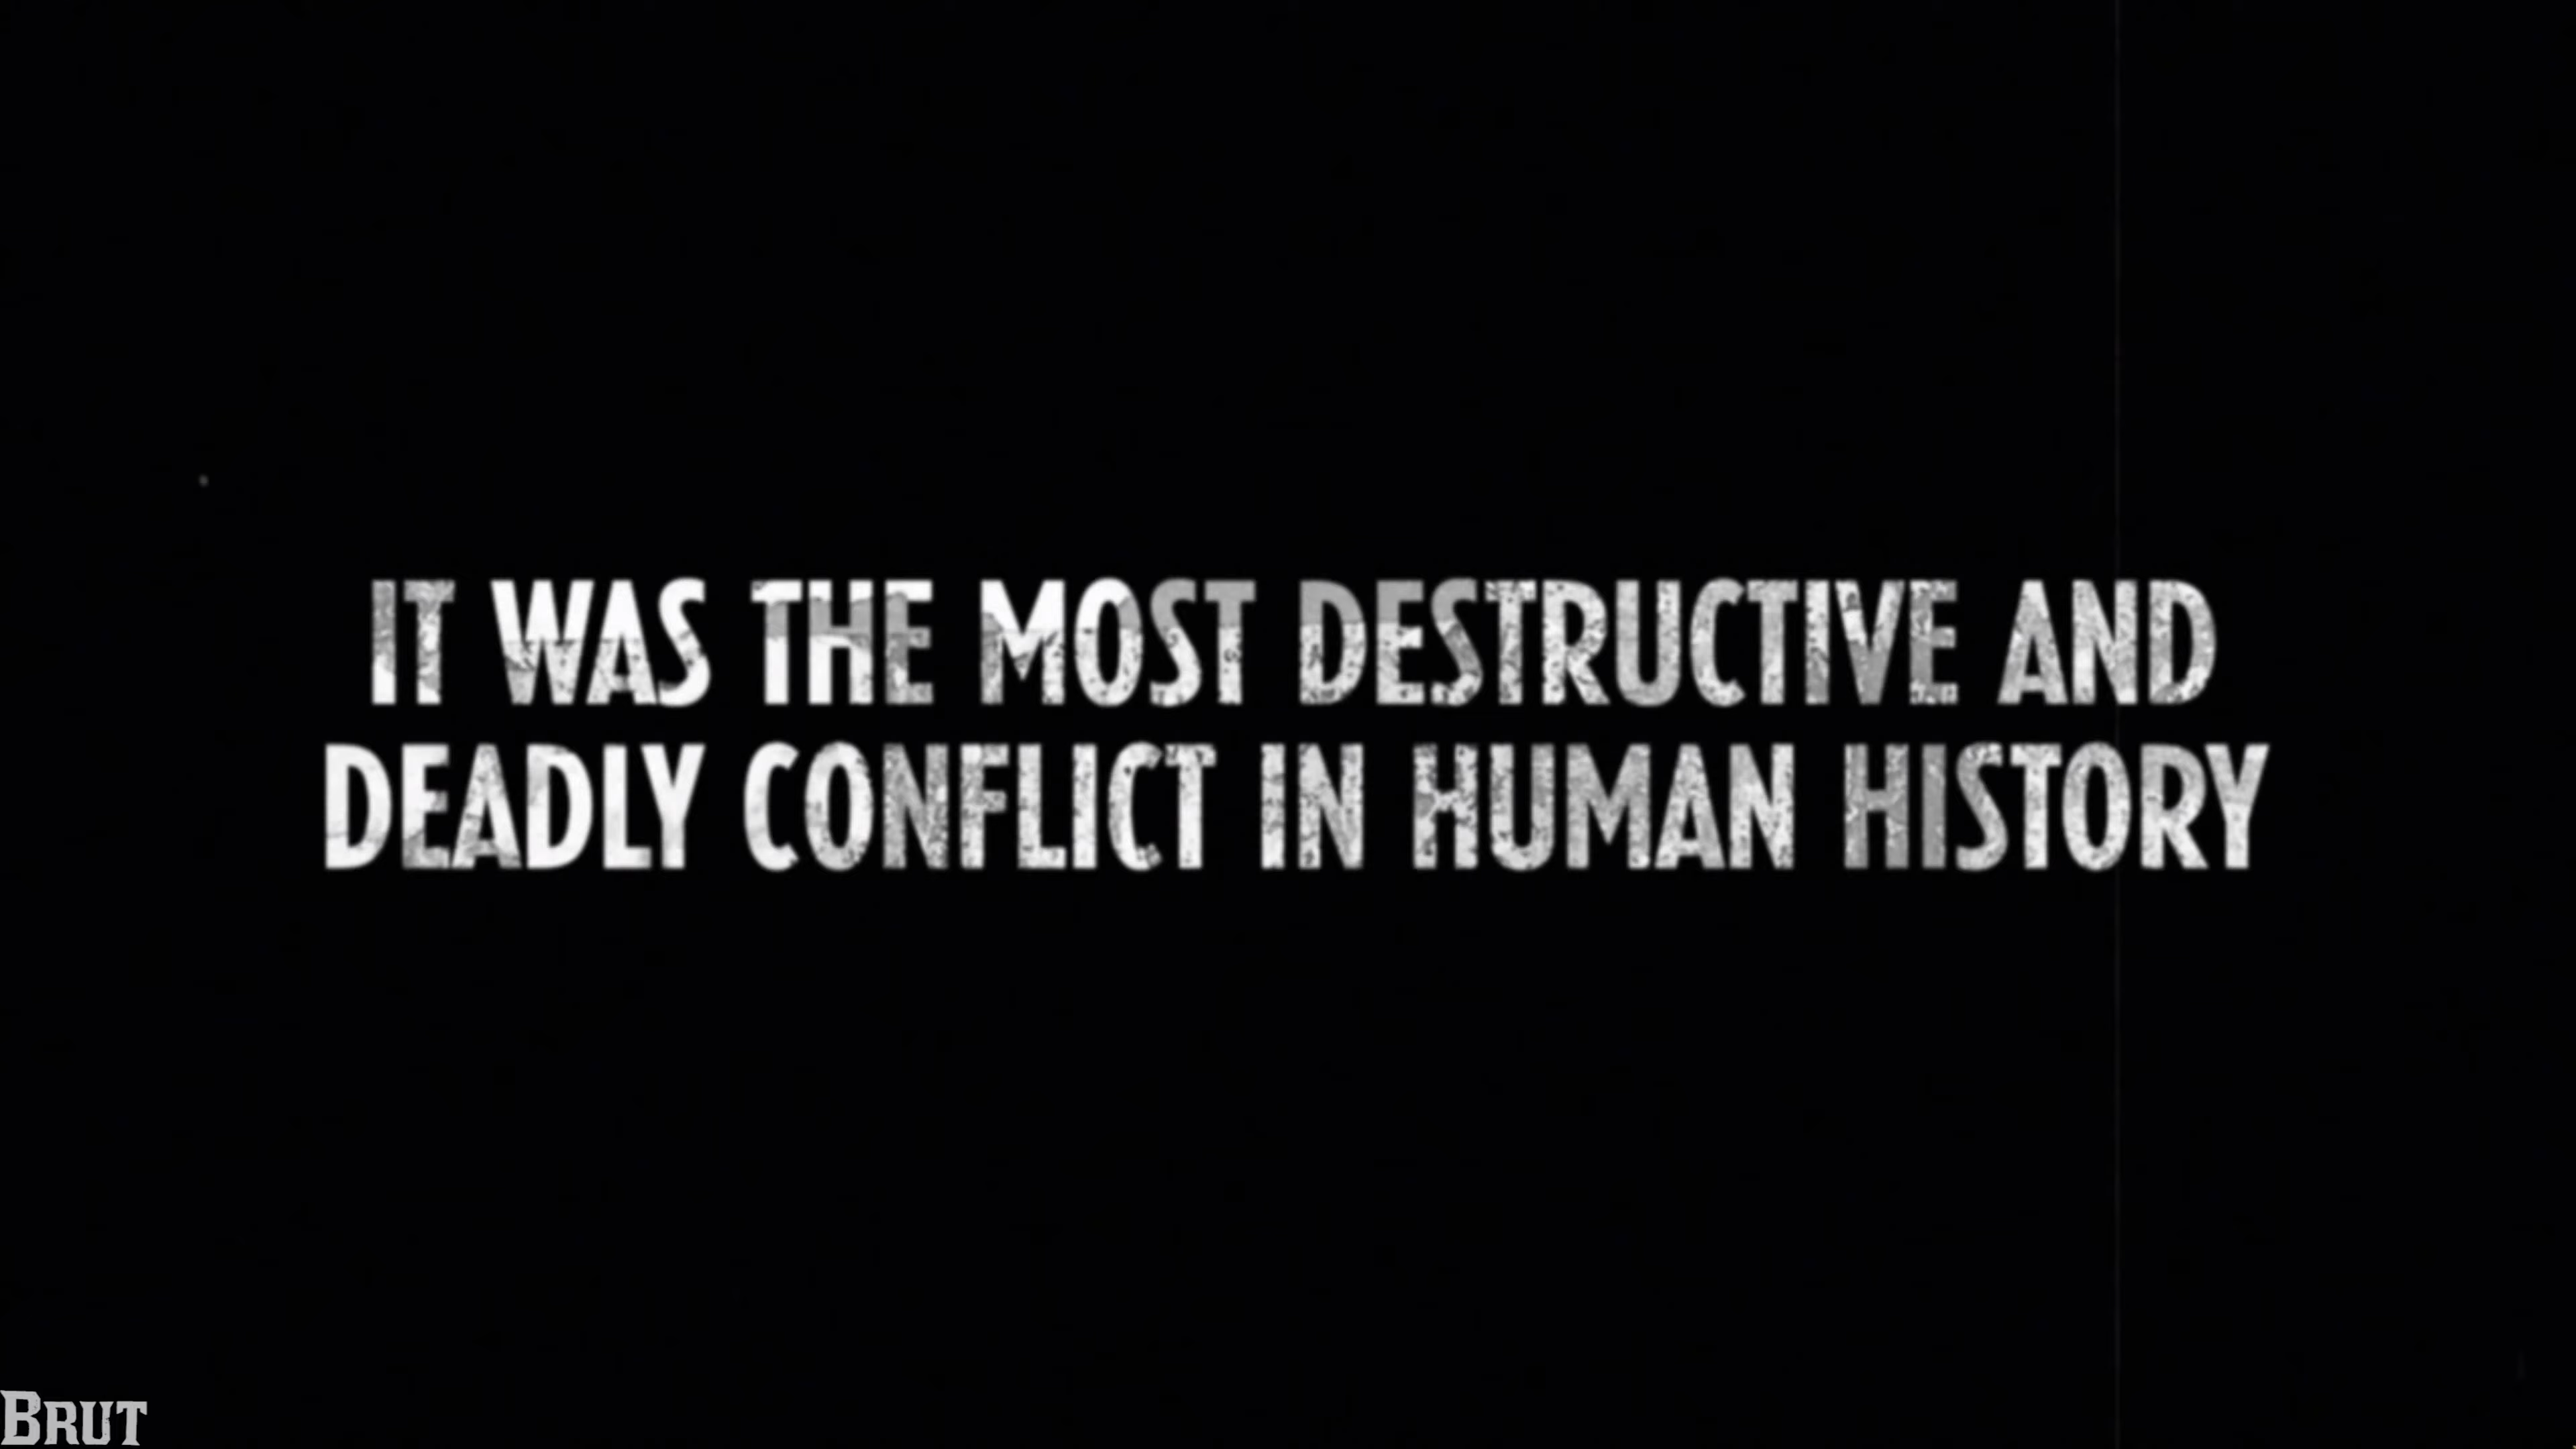 IT WAS THE MOST DESTRUCTIVE AND
DEADLY CONFLICT IN HUMAN HISTORY
BRUT